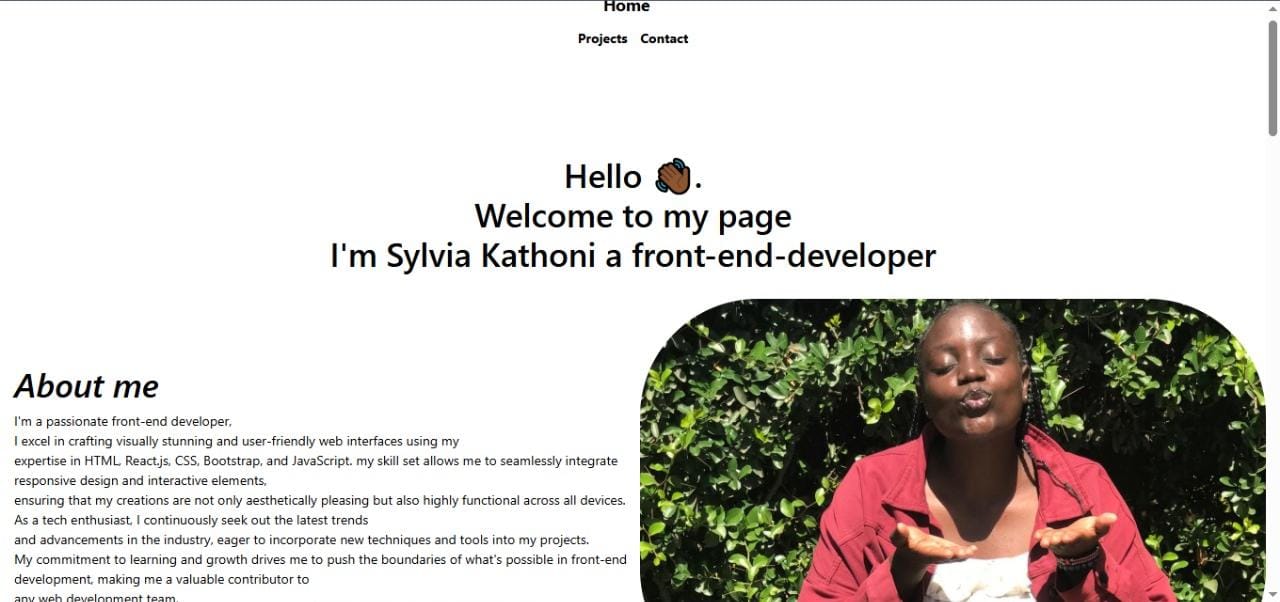 Home
Projects Contact
Hello 👋🏾.
Welcome to my page
I'm Sylvia Kathoni a front-end-developer
About me
I'm a passionate front-end developer,
I excel in crafting visually stunning and user-friendly web interfaces using my
expertise in HTML, React.js, CSS, Bootstrap, and JavaScript. my skill set allows me to seamlessly integrate
responsive design and interactive elements,
ensuring that my creations are not only aesthetically pleasing but also highly functional across all devices.
As a tech enthusiast, I continuously seek out the latest trends
and advancements in the industry, eager to incorporate new techniques and tools into my projects.
My commitment to learning and growth drives me to push the boundaries of what's possible in front-end
development, making me a valuable contributor to
any web development team.